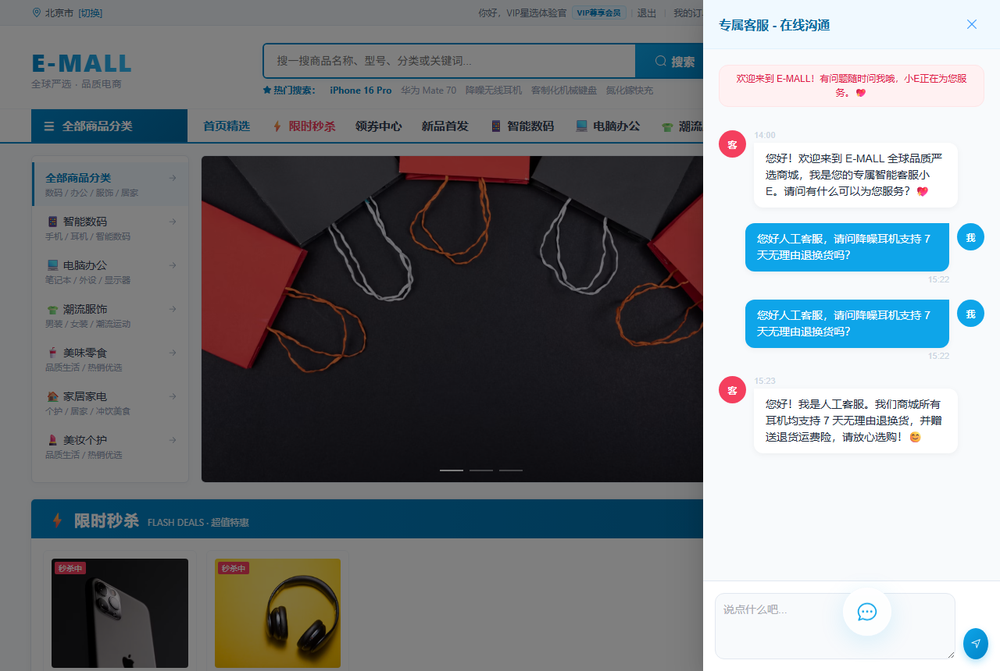 北京市 [切换]
你好，VIP星选体验官 VIP尊享会员 | 退出 | 我的订
E-MALL
全球严选 · 品质电商
搜一搜商品名称、型号、分类或关键词...
搜索
热门搜索： iPhone 16 Pro 华为 Mate 70 降噪无线耳机 客制化机械键盘 氮化镓快充
全部商品分类 首页精选 限时秒杀 领券中心 新品首发 智能数码 电脑办公 潮流
全部商品分类
数码 / 办公 / 服饰 / 居家
智能数码
手机 / 耳机 / 智能数码
电脑办公
笔记本 / 外设 / 显示器
潮流服饰
男装 / 女装 / 潮流运动
美味零食
品质生活 / 热销优选
家居家电
个护 / 居家 / 冲饮美食
美妆个护
品质生活 / 热销优选
限时秒杀 FLASH DEALS · 超值特惠
秒杀中
秒杀中
专属客服 - 在线沟通
欢迎来到 E-MALL！有问题随时问我哦，小E正在为您服
务。💖
14:00
客
您好！欢迎来到 E-MALL 全球品质严
选商城，我是您的专属智能客服小
E。请问有什么可以为您服务？💖
您好人工客服，请问降噪耳机支持 7
天无理由退换货吗？
我
15:22
您好人工客服，请问降噪耳机支持 7
天无理由退换货吗？
我
15:22
15:23
客
您好！我是人工客服。我们商城所有
耳机均支持 7 天无理由退换货，并赠
送退货运费险，请放心选购！😊
说点什么吧...